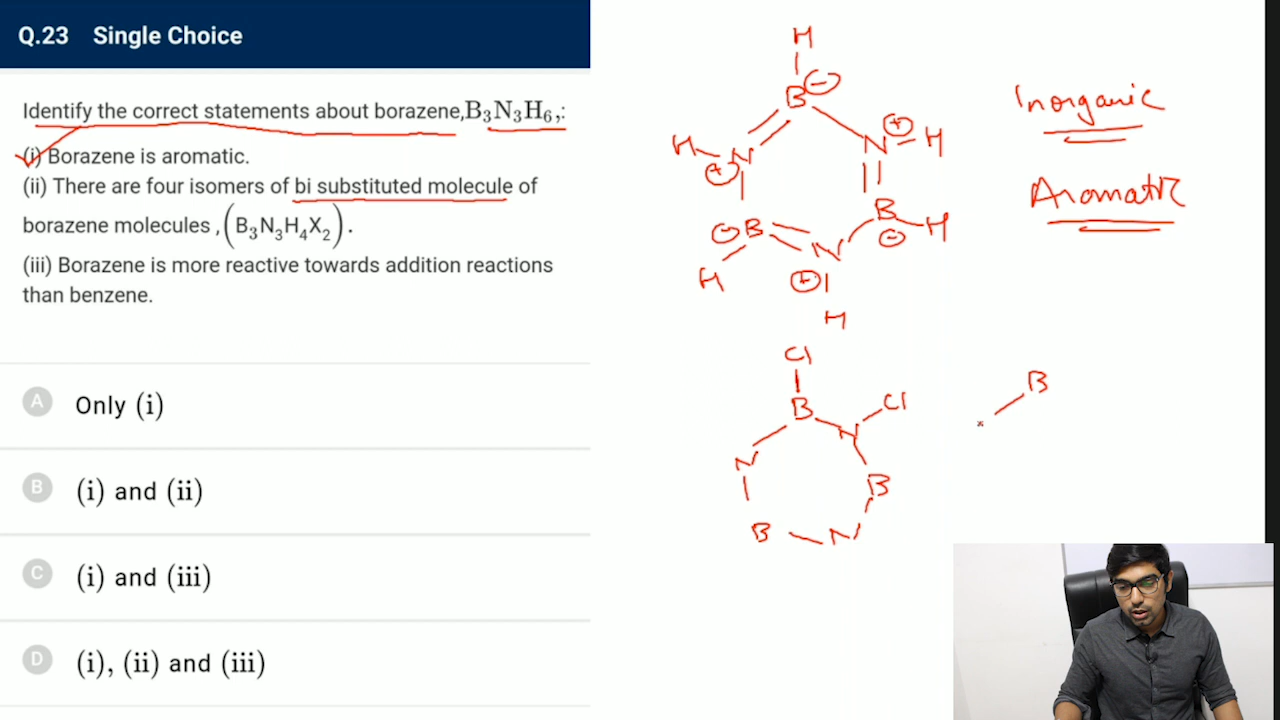 Q.23 Single Choice
Identify the correct statements about borazene,B₃N₃H₆,:
(i) Borazene is aromatic.
(ii) There are four isomers of bi substituted molecule of
borazene molecules ,(B₃N₃H₄X₂).
(iii) Borazene is more reactive towards addition reactions
than benzene.
A Only (i)
B (i) and (ii)
C (i) and (iii)
D (i), (ii) and (iii)
H
B ⊖
H N ⊕
N ⊕ H
⊖ B
B ⊖ H
H
N ⊕
H
Inorganic
Aromatic
Cl
B
N Cl
N
B
B N
B